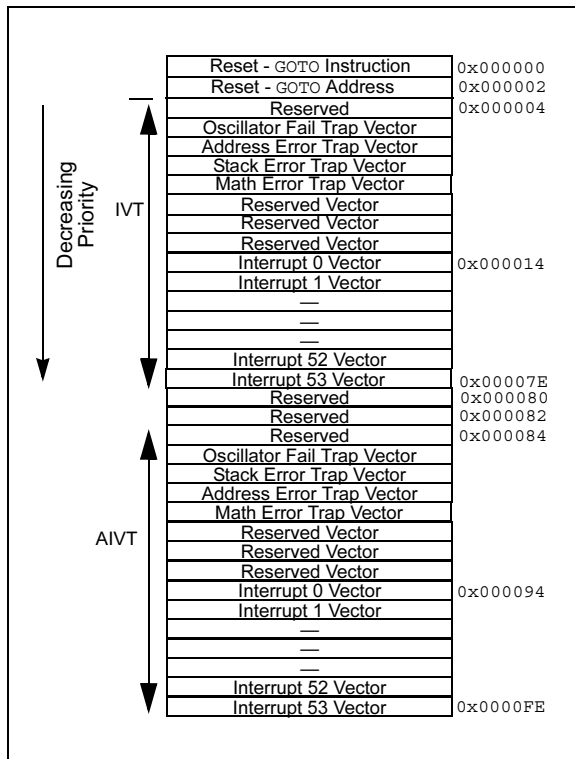 Reset - GOTO Instruction 0x000000
Reset - GOTO Address 0x000002
Reserved 0x000004
Oscillator Fail Trap Vector
Address Error Trap Vector
Stack Error Trap Vector
Math Error Trap Vector
Reserved Vector
Reserved Vector
Reserved Vector
Interrupt 0 Vector 0x000014
Interrupt 1 Vector
—
—
—
Interrupt 52 Vector
Interrupt 53 Vector 0x00007E
Decreasing
Priority
IVT
Reserved 0x000080
Reserved 0x000082
Reserved 0x000084
Oscillator Fail Trap Vector
Stack Error Trap Vector
Address Error Trap Vector
Math Error Trap Vector
Reserved Vector
Reserved Vector
Reserved Vector
Interrupt 0 Vector 0x000094
Interrupt 1 Vector
—
—
—
Interrupt 52 Vector
Interrupt 53 Vector 0x0000FE
AIVT